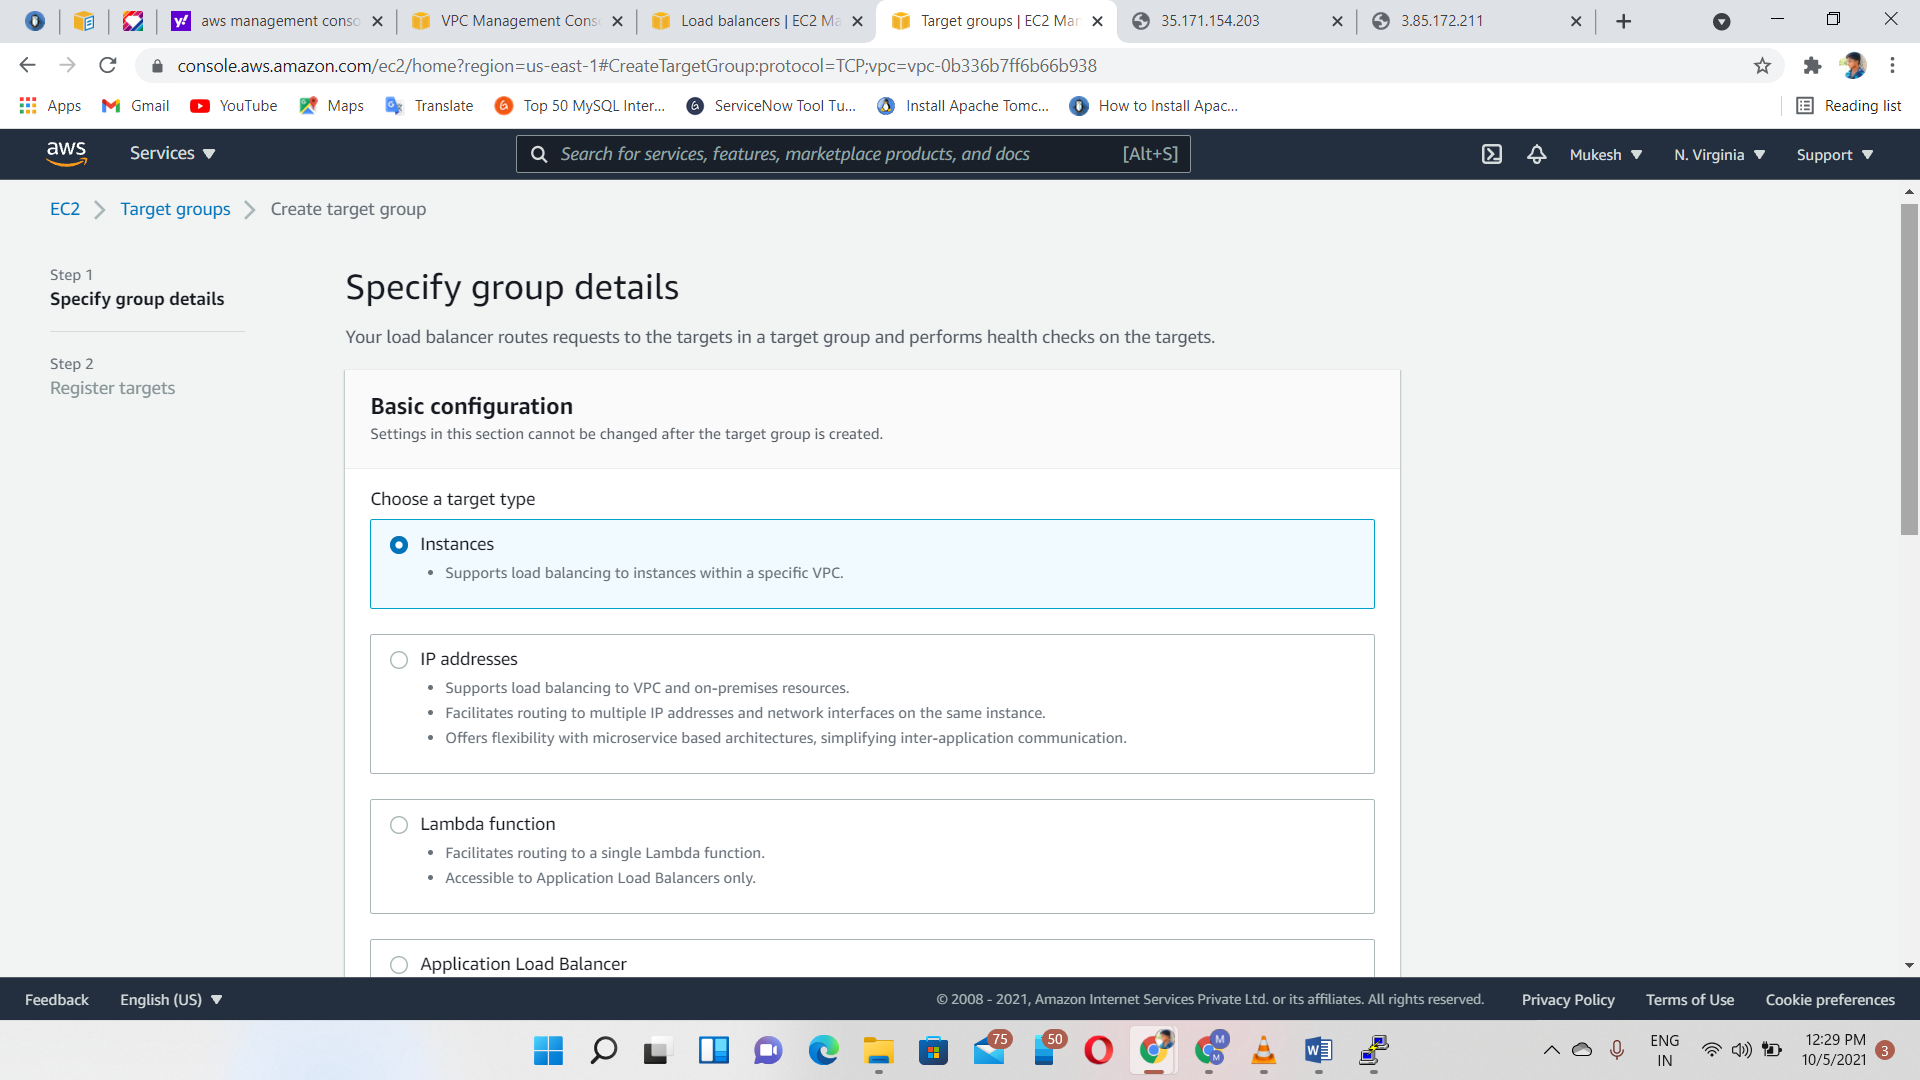 aws management conso
VPC Management Cons
Load balancers | EC2 Ma
Target groups | EC2 Man
35.171.154.203
3.85.172.211
console.aws.amazon.com/ec2/home?region=us-east-1#CreateTargetGroup:protocol=TCP;vpc=vpc-0b336b7ff6b66b938
Apps
Gmail
YouTube
Maps
Translate
Top 50 MySQL Inter...
ServiceNow Tool Tu...
Install Apache Tomc...
How to Install Apac...
Reading list
aws
Services
Search for services, features, marketplace products, and docs
[Alt+S]
Mukesh
N. Virginia
Support
EC2
Target groups
Create target group
Step 1
Specify group details
Step 2
Register targets
Specify group details
Your load balancer routes requests to the targets in a target group and performs health checks on the targets.
Basic configuration
Settings in this section cannot be changed after the target group is created.
Choose a target type
Instances
• Supports load balancing to instances within a specific VPC.
IP addresses
• Supports load balancing to VPC and on-premises resources.
• Facilitates routing to multiple IP addresses and network interfaces on the same instance.
• Offers flexibility with microservice based architectures, simplifying inter-application communication.
Lambda function
• Facilitates routing to a single Lambda function.
• Accessible to Application Load Balancers only.
Application Load Balancer
Feedback
English (US)
© 2008 - 2021, Amazon Internet Services Private Ltd. or its affiliates. All rights reserved.
Privacy Policy
Terms of Use
Cookie preferences
75
50
M
M
ENG
IN
12:29 PM
10/5/2021
3